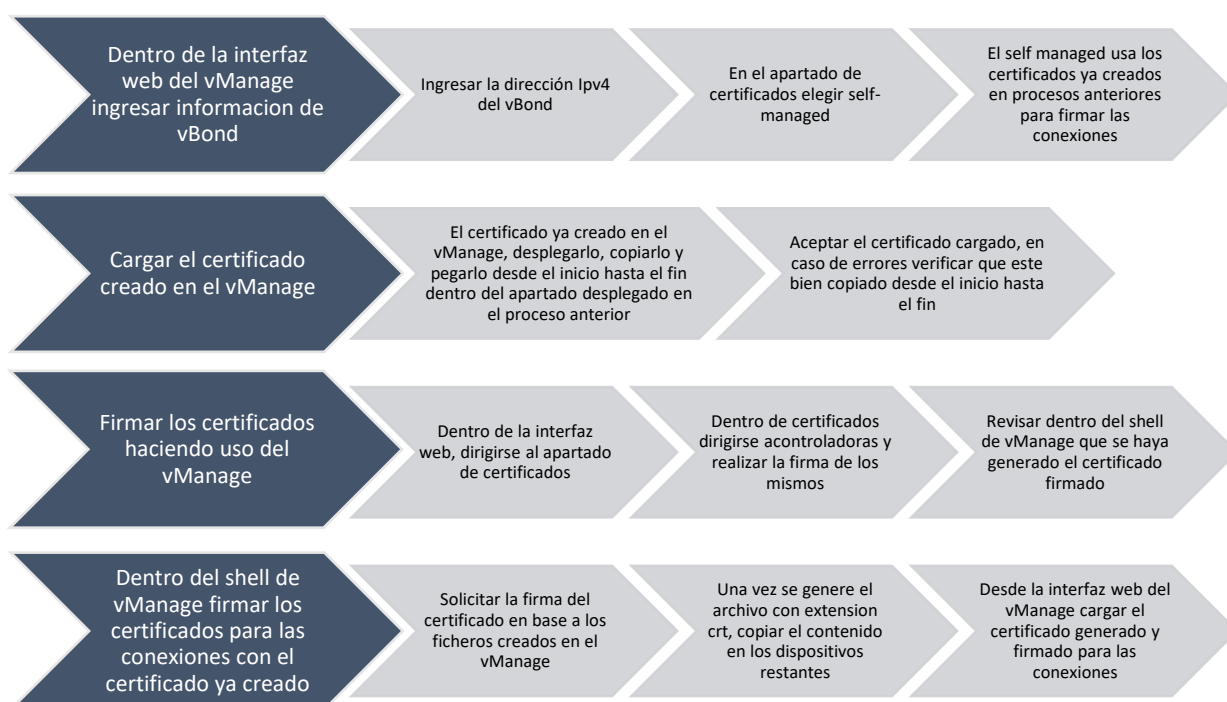 Dentro de la interfaz
web del vManage
ingresar informacion de
vBond
Ingresar la dirección Ipv4
del vBond
En el apartado de
certificados elegir self-
managed
El self managed usa los
certificados ya creados
en procesos anteriores
para firmar las
conexiones
Cargar el certificado
creado en el vManage
El certificado ya creado en el
vManage, desplegarlo, copiarlo y
pegarlo desde el inicio hasta el fin
dentro del apartado desplegado en
el proceso anterior
Aceptar el certificado cargado, en
caso de errores verificar que este
bien copiado desde el inicio hasta
el fin
Firmar los certificados
haciendo uso del
vManage
Dentro de la interfaz
web, dirigirse al apartado
de certificados
Dentro de certificados
dirigirse acontroladoras y
realizar la firma de los
mismos
Revisar dentro del shell
de vManage que se haya
generado el certificado
firmado
Dentro del shell de
vManage firmar los
certificados para las
conexiones con el
certificado ya creado
Solicitar la firma del
certificado en base a los
ficheros creados en el
vManage
Una vez se genere el
archivo con extension
crt, copiar el contenido
en los dispositivos
restantes
Desde la interfaz web del
vManage cargar el
certificado generado y
firmado para las
conexiones